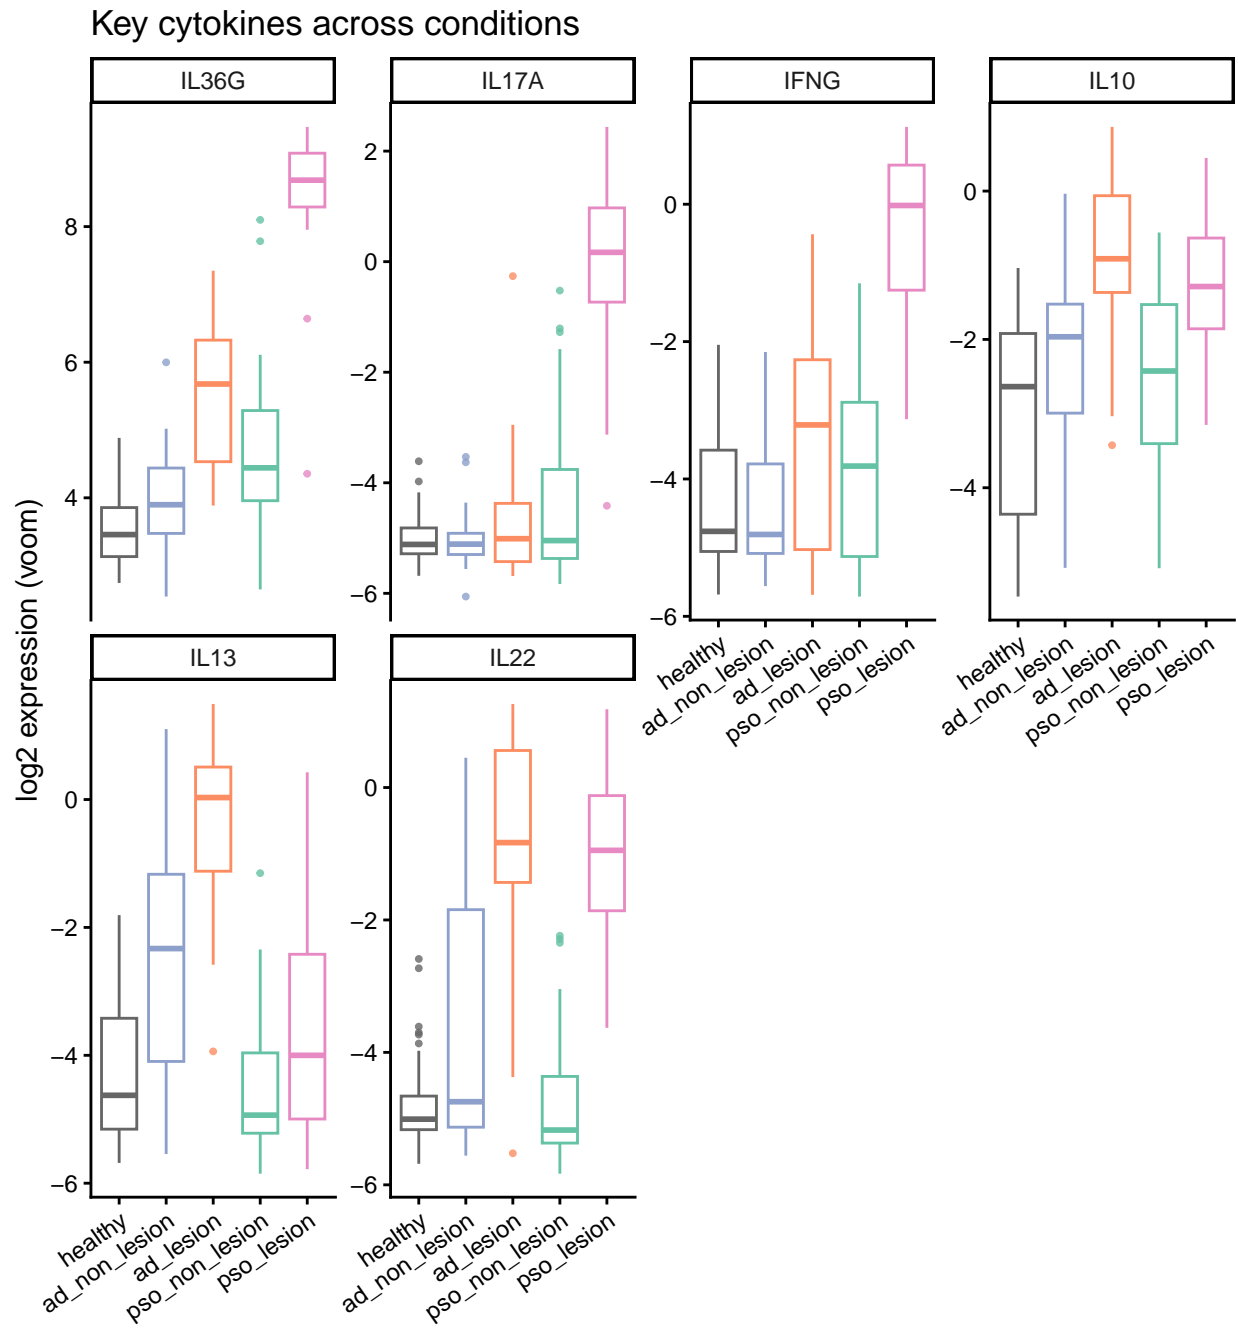 Key cytokines across conditions
IL36G
IL17A
IFNG
IL10
8
6
4
2
0
−2
−4
−6
0
−2
−4
−6
0
−2
−4
log2 expression (voom)
healthy
ad_non_lesion
ad_lesion
pso_non_lesion
pso_lesion
healthy
ad_non_lesion
ad_lesion
pso_non_lesion
pso_lesion
IL13
IL22
0
−2
−4
−6
0
−2
−4
−6
healthy
ad_non_lesion
ad_lesion
pso_non_lesion
pso_lesion
healthy
ad_non_lesion
ad_lesion
pso_non_lesion
pso_lesion